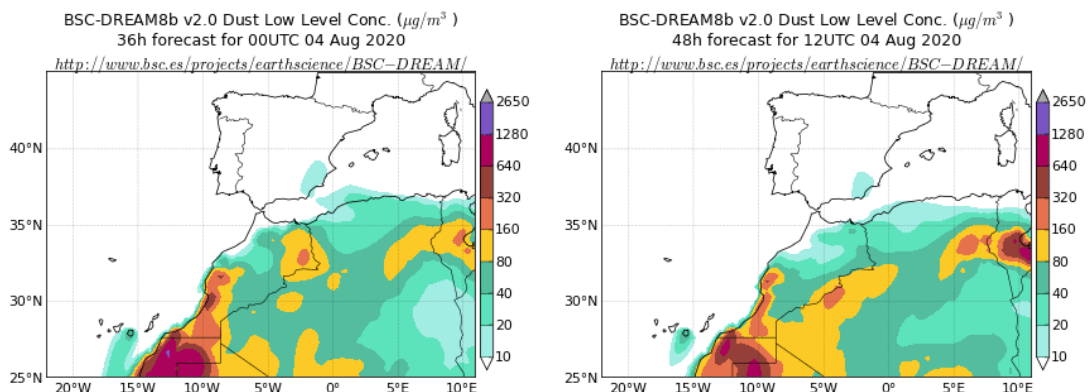 BSC-DREAM8b v2.0 Dust Low Level Conc. (μg/m³ )
36h forecast for 00UTC 04 Aug 2020
http://www.bsc.es/projects/earthscience/BSC−DREAM/
2650
1280
640
320
160
80
40
20
10
40°N
35°N
30°N
25°N
20°W 15°W 10°W 5°W 0° 5°E 10°E
BSC-DREAM8b v2.0 Dust Low Level Conc. (μg/m³ )
48h forecast for 12UTC 04 Aug 2020
http://www.bsc.es/projects/earthscience/BSC−DREAM/
2650
1280
640
320
160
80
40
20
10
40°N
35°N
30°N
25°N
20°W 15°W 10°W 5°W 0° 5°E 10°E